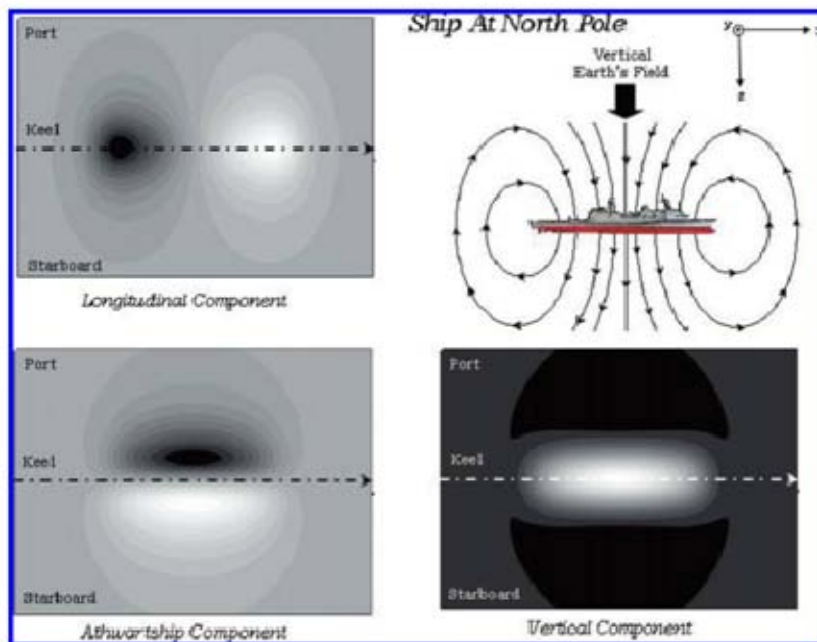 Ship At North Pole
Port
Keel
Starboard
Longitudinal Component
Vertical
Earth's Field
y
z
Port
Keel
Starboard
Athwartship Component
Port
Keel
Starboard
Vertical Component